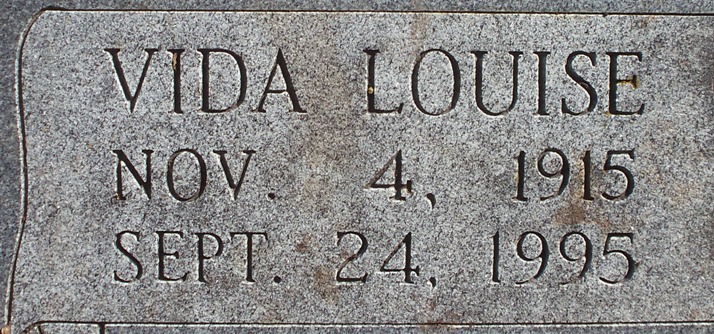 VIDA LOUISE
NOV. 4, 1915
SEPT. 24, 1995